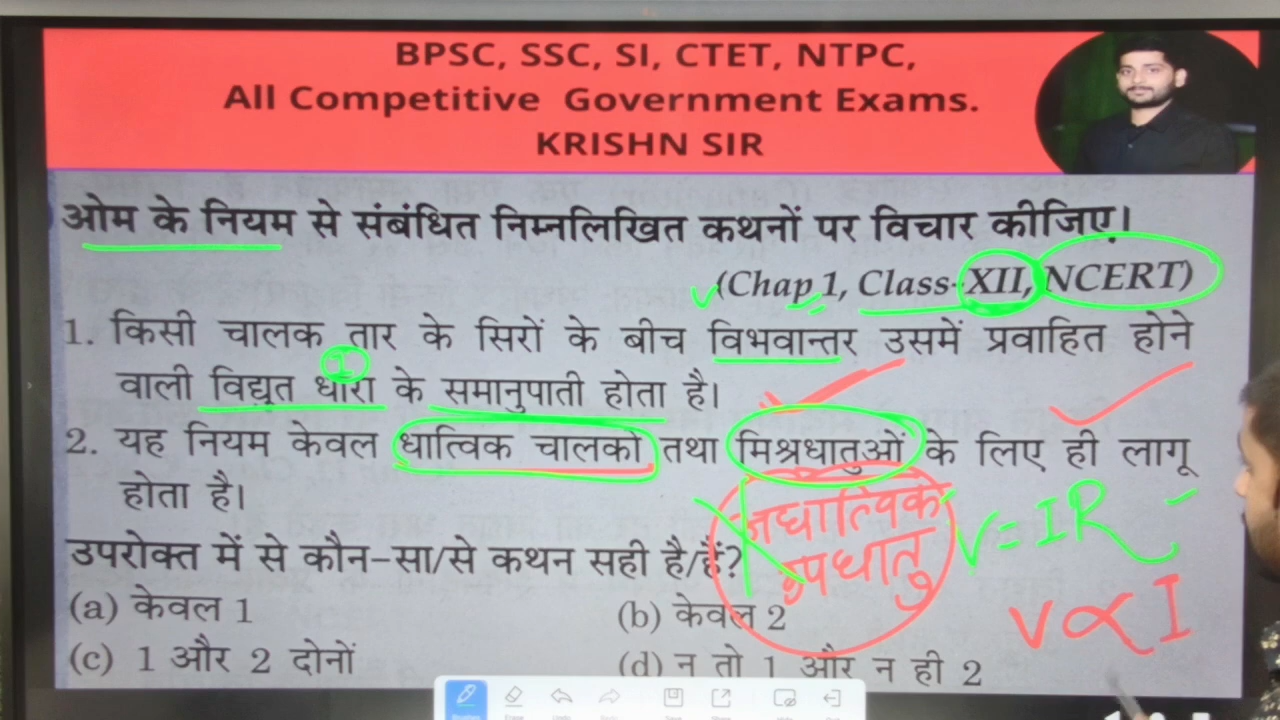 BPSC, SSC, SI, CTET, NTPC,
All Competitive Government Exams.
KRISHN SIR
ओम के नियम से संबंधित निम्नलिखित कथनों पर विचार कीजिए।
(Chap 1, Class-XII, NCERT)
1. किसी चालक तार के सिरों के बीच विभवान्तर उसमें प्रवाहित होने
वाली विद्युत धारा के समानुपाती होता है।
2. यह नियम केवल धात्विक चालकों तथा मिश्रधातुओं के लिए ही लागू
होता है।
उपरोक्त में से कौन-सा/से कथन सही है/हैं?
(a) केवल 1
(b) केवल 2
(c) 1 और 2 दोनों
(d) न तो 1 और न ही 2
V = IR
V ∝ I